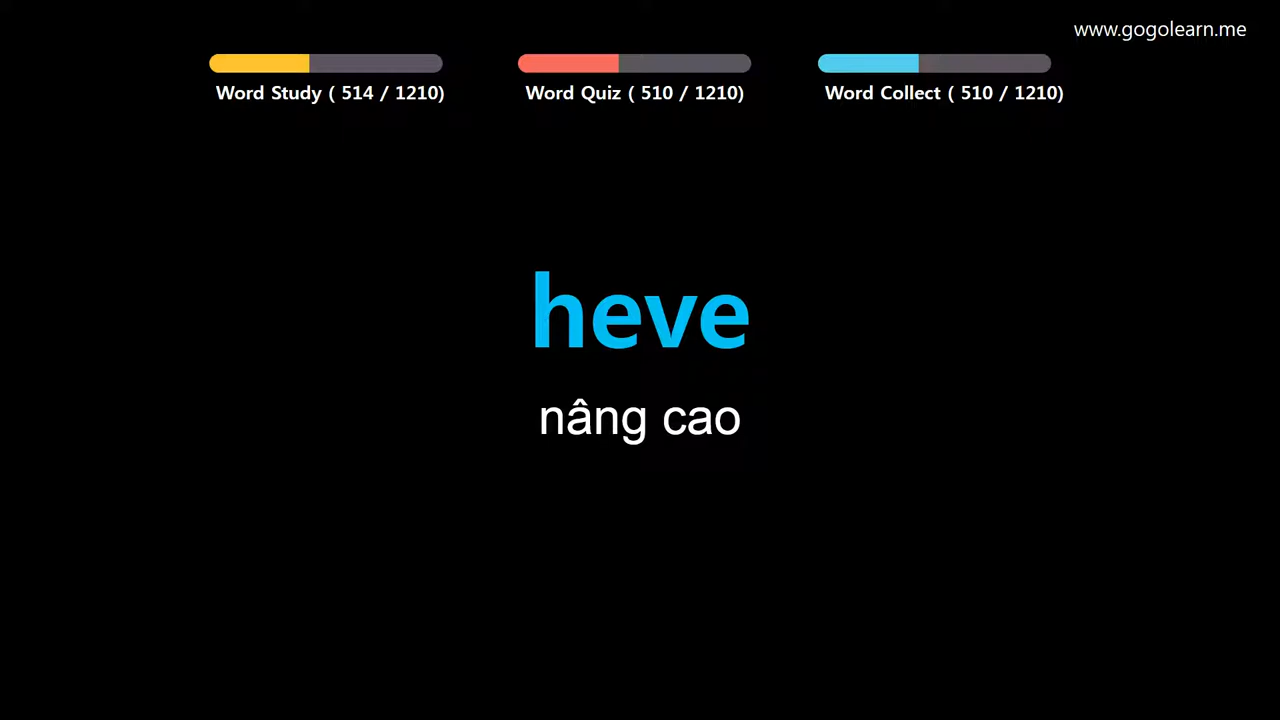 www.gogolearn.me
Word Study ( 514 / 1210)
Word Quiz ( 510 / 1210)
Word Collect ( 510 / 1210)
heve
nâng cao